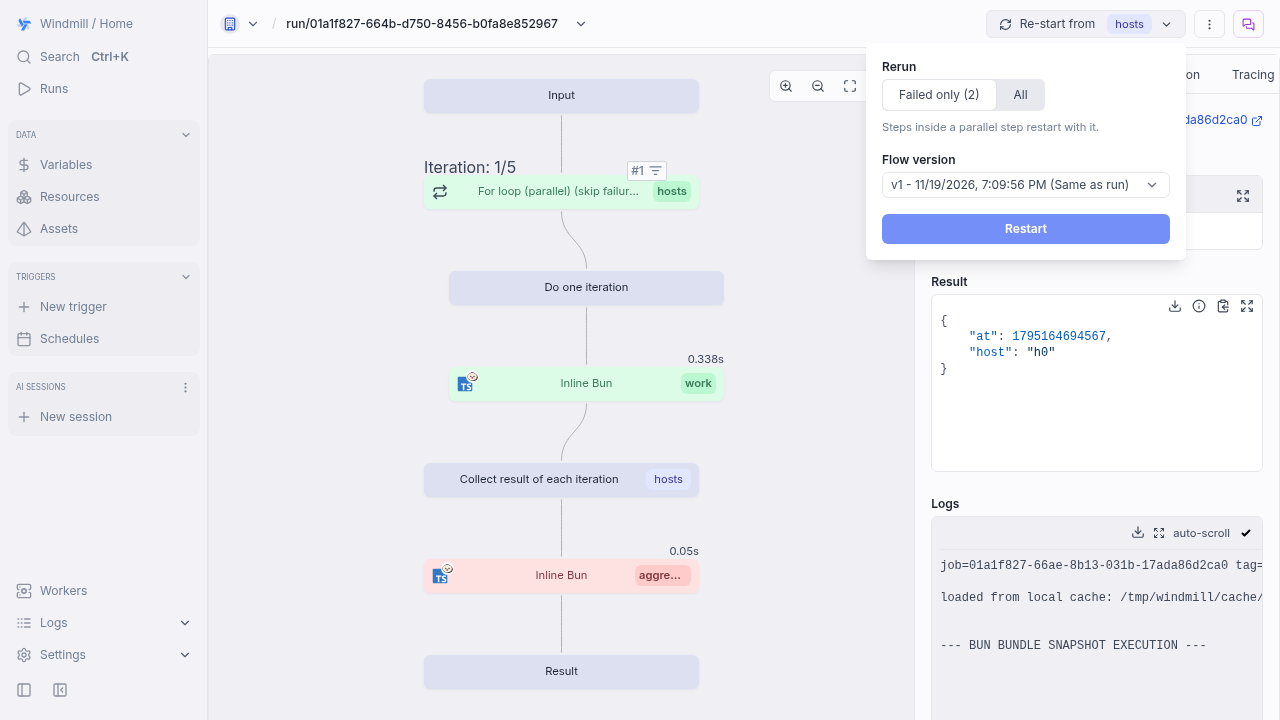 Windmill / Home
Search Ctrl+K
Runs
DATA
Variables
Resources
Assets
TRIGGERS
New trigger
Schedules
AI SESSIONS
New session
Workers
Logs
Settings
/ run/01a1f827-664b-d750-8456-b0fa8e852967
Re-start from hosts
Input
Iteration: 1/5
#1
For loop (parallel) (skip failur... hosts
Do one iteration
0.338s
TS Inline Bun work
Collect result of each iteration hosts
0.05s
TS Inline Bun aggre...
Result
Rerun
Failed only (2) All
Steps inside a parallel step restart with it.
Flow version
v1 - 11/19/2026, 7:09:56 PM (Same as run)
Restart
on Tracing
da86d2ca0
Result
{
"at": 1795164694567,
"host": "h0"
}
Logs
auto-scroll
job=01a1f827-66ae-8b13-031b-17ada86d2ca0 tag=
loaded from local cache: /tmp/windmill/cache/
--- BUN BUNDLE SNAPSHOT EXECUTION ---